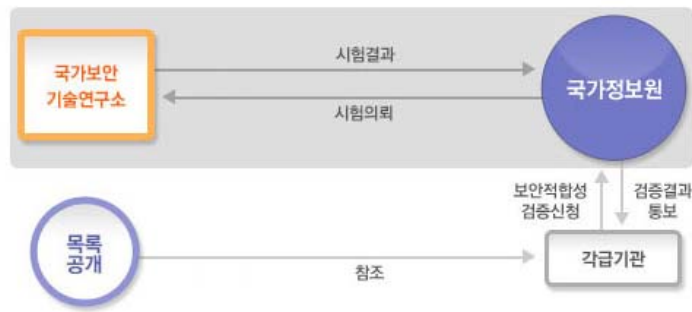 국가보안
기술연구소
시험결과
시험의뢰
국가정보원
보안적합성
검증신청
검증결과
통보
목록
공개
참조
각급기관